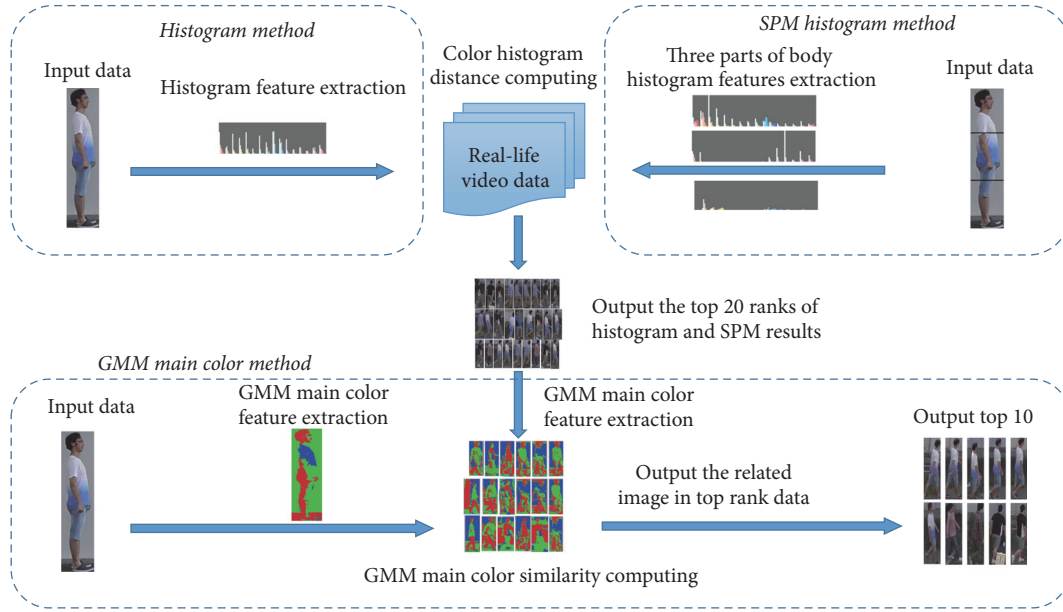 Histogram method
Input data
Histogram feature extraction
Color histogram
distance computing
Real-life
video data
SPM histogram method
Three parts of body
histogram features extraction
Input data
Output the top 20 ranks of
histogram and SPM results
GMM main color method
Input data
GMM main color
feature extraction
GMM main color
feature extraction
Output the related
image in top rank data
Output top 10
GMM main color similarity computing